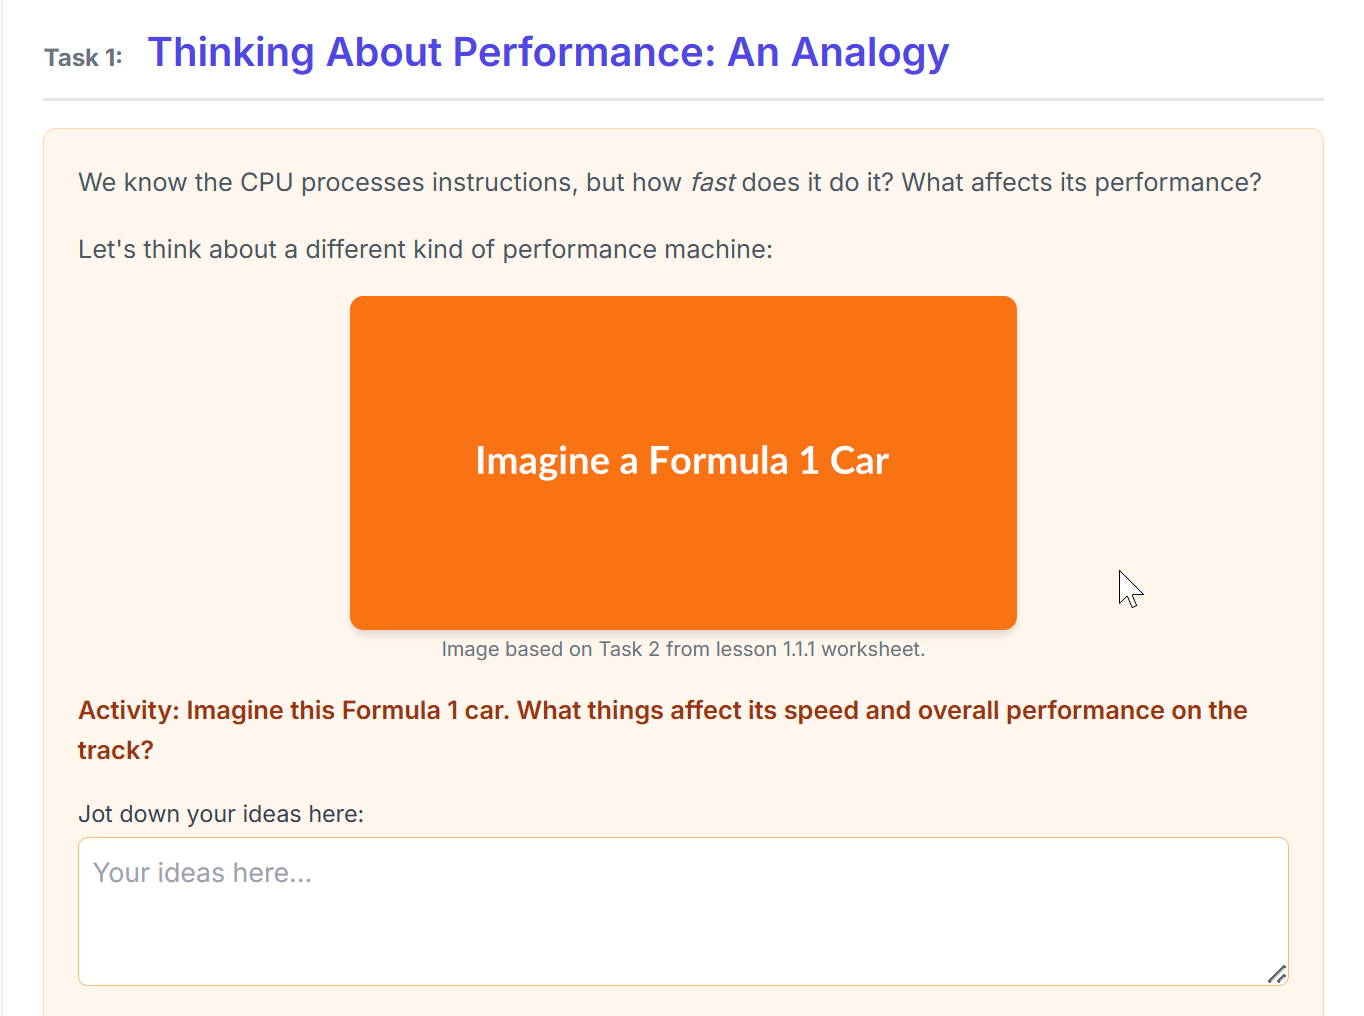 Task 1: Thinking About Performance: An Analogy
We know the CPU processes instructions, but how fast does it do it? What affects its performance?
Let's think about a different kind of performance machine:
Imagine a Formula 1 Car
Image based on Task 2 from lesson 1.1.1 worksheet.
Activity: Imagine this Formula 1 car. What things affect its speed and overall performance on the
track?
Jot down your ideas here:
Your ideas here...